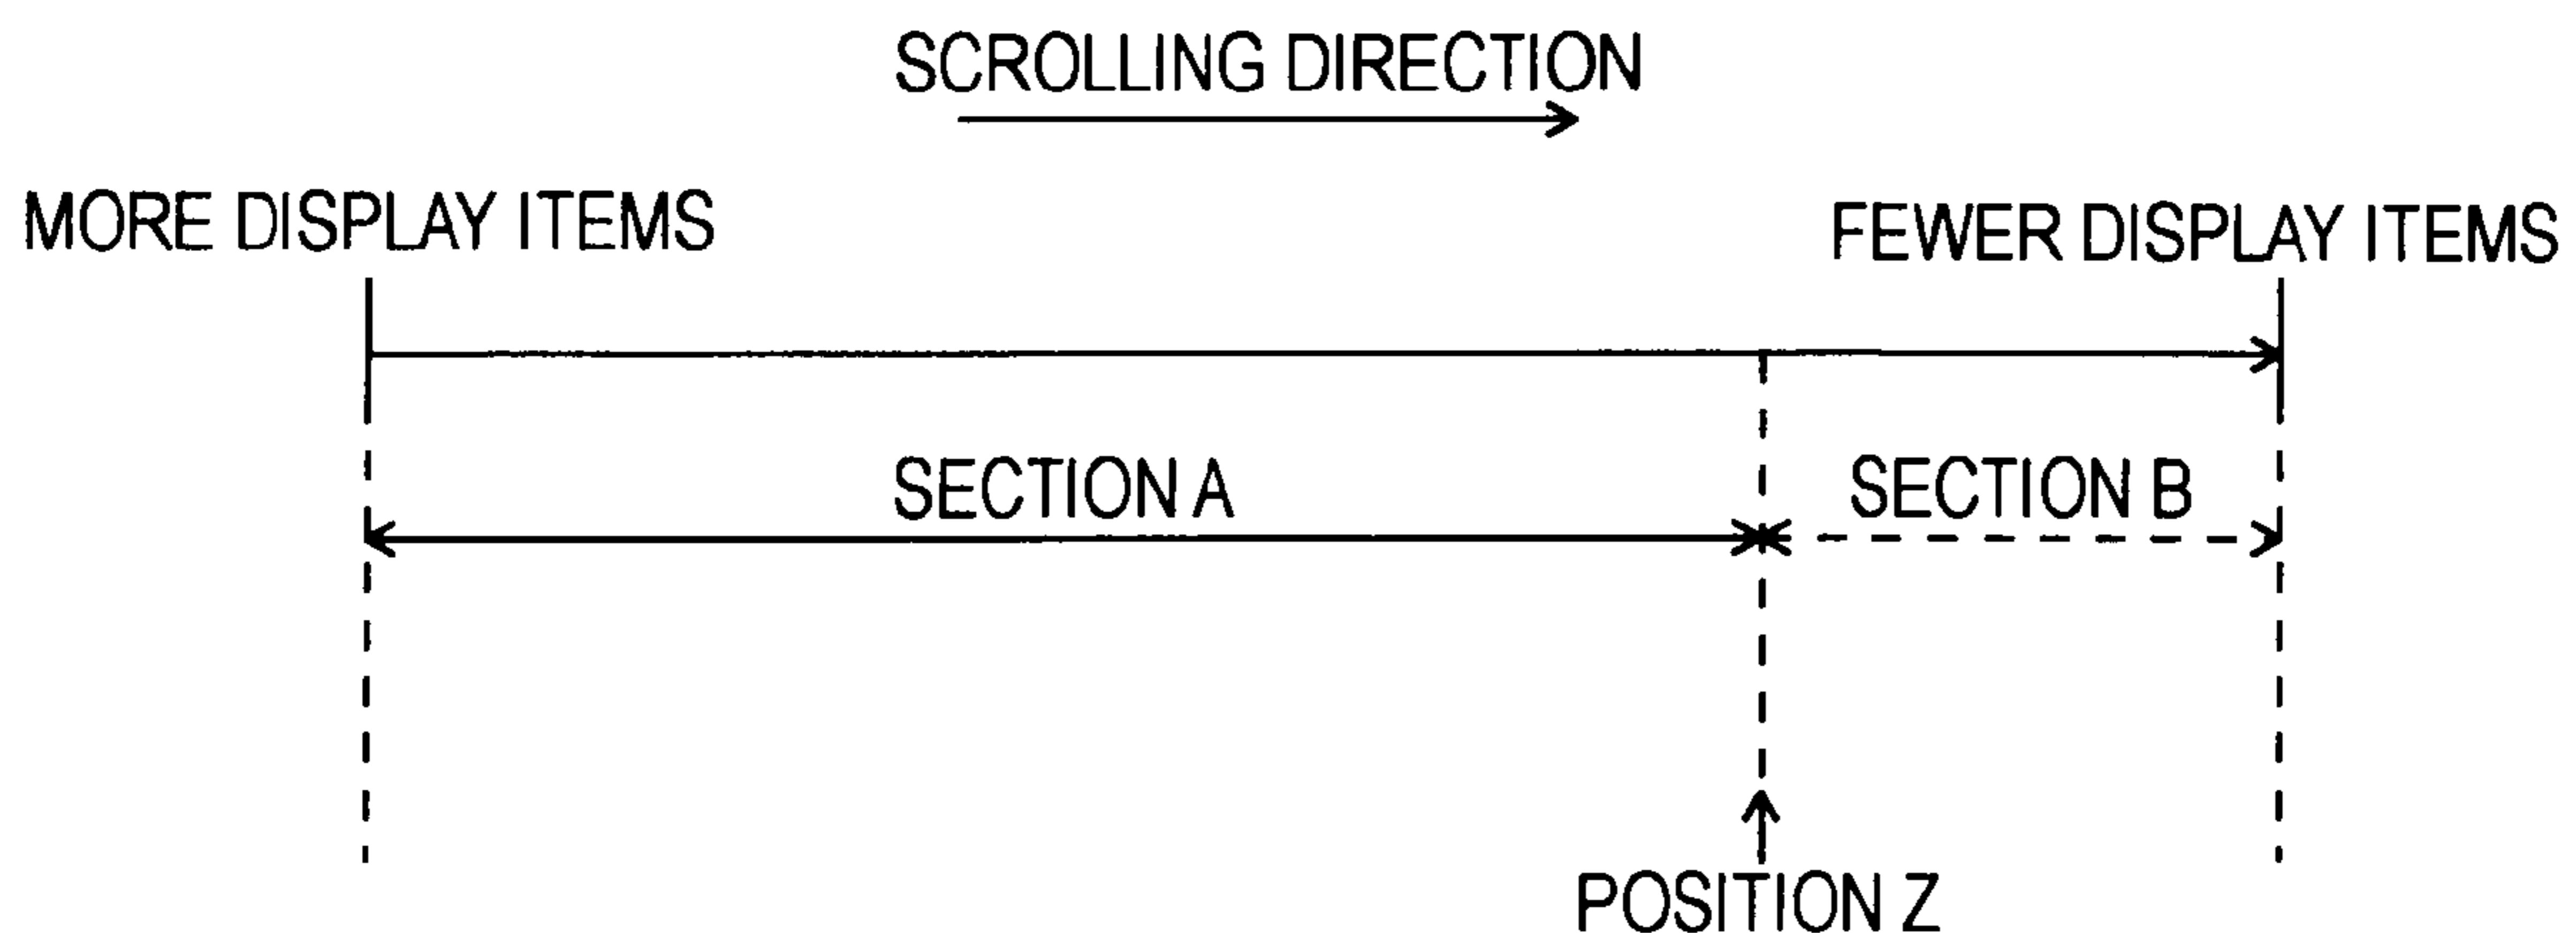 SCROLLING DIRECTION
MORE DISPLAY ITEMS
FEWER DISPLAY ITEMS
SECTION A
SECTION B
POSITION Z